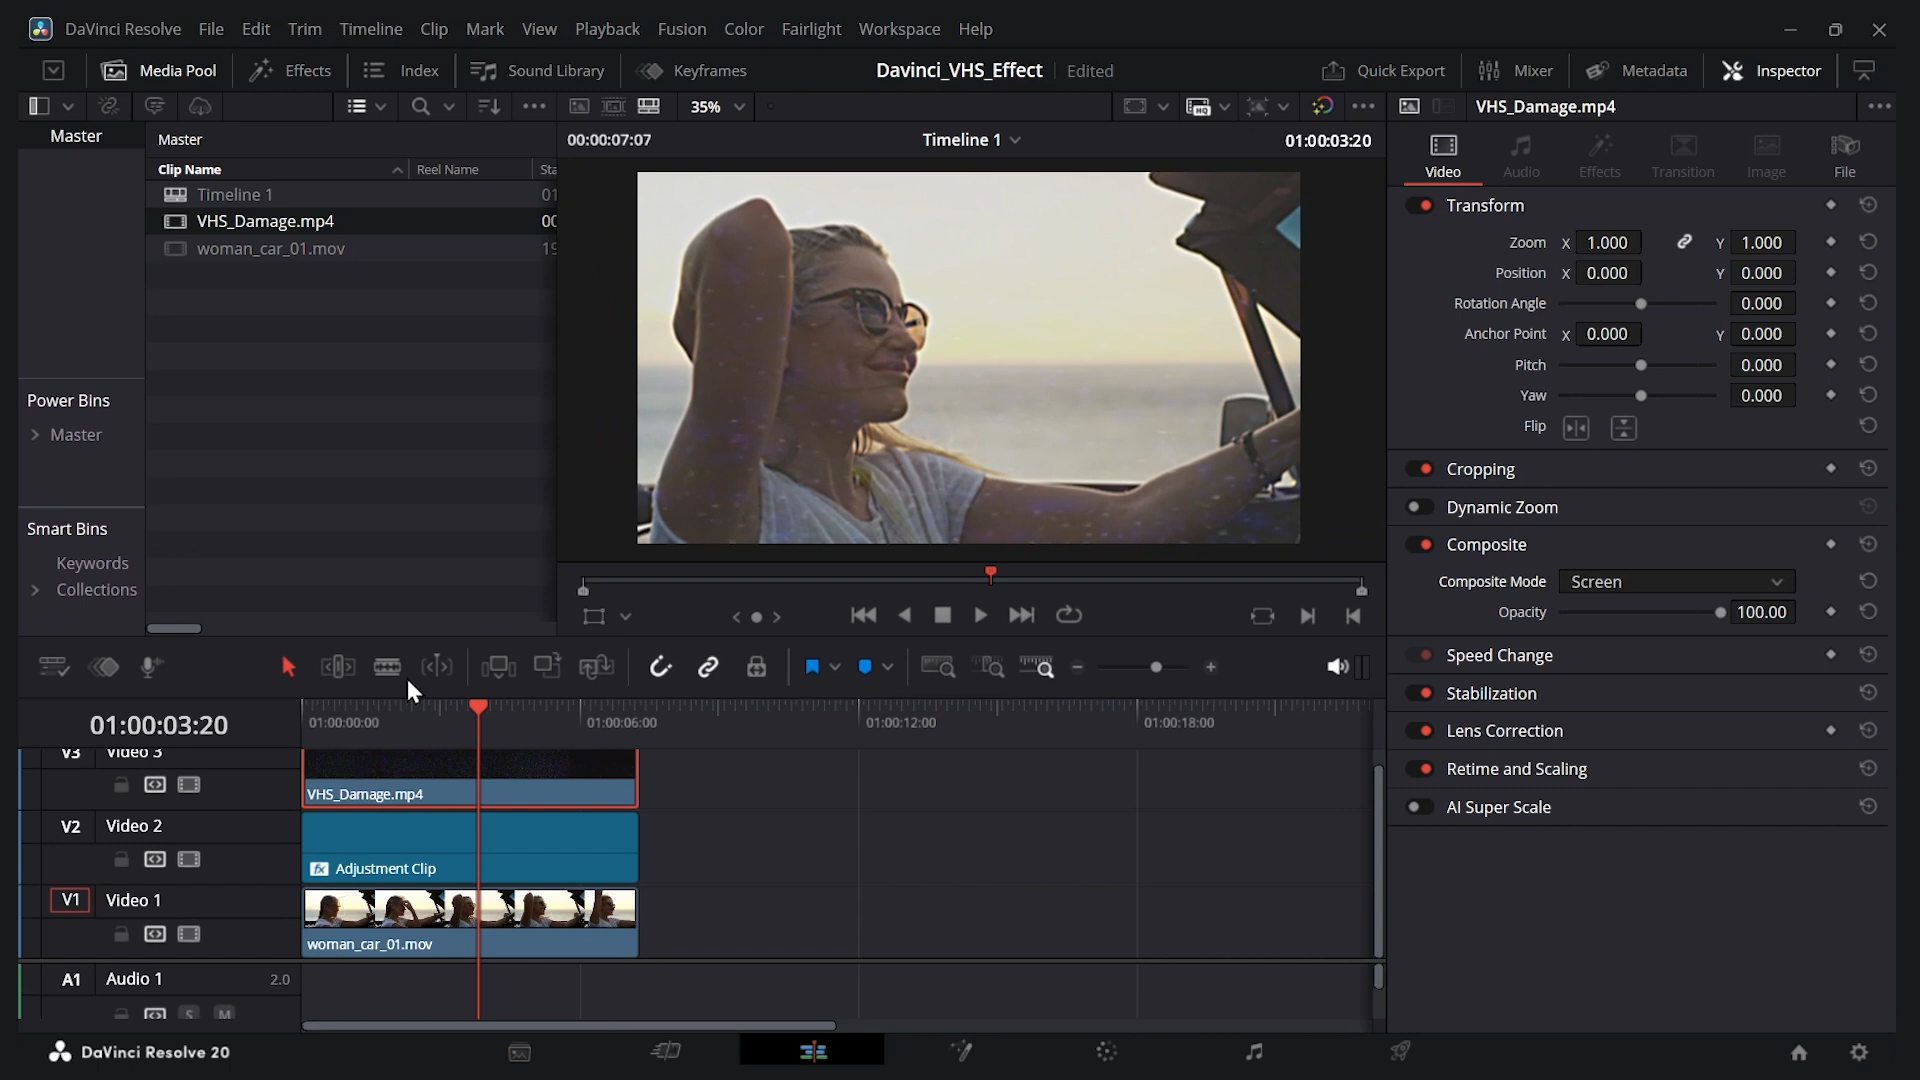 DaVinci Resolve File Edit Trim Timeline Clip Mark View Playback Fusion Color Fairlight Workspace Help
Media Pool Effects Index Sound Library Keyframes Davinci_VHS_Effect Edited Quick Export Mixer Metadata Inspector
35% VHS_Damage.mp4
Master Master 00:00:07:07 Timeline 1 01:00:03:20
Clip Name Reel Name Sta
Video Audio Effects Transition Image File
Timeline 1 01
VHS_Damage.mp4 00
woman_car_01.mov 19
Transform
Zoom X 1.000 Y 1.000
Position X 0.000 Y 0.000
Rotation Angle 0.000
Anchor Point X 0.000 Y 0.000
Pitch 0.000
Yaw 0.000
Flip
Power Bins
Master
Cropping
Dynamic Zoom
Smart Bins
Keywords
Collections
Composite
Composite Mode Screen
Opacity 100.00
Speed Change
Stabilization
Lens Correction
Retime and Scaling
AI Super Scale
01:00:03:20 01:00:00:00 01:00:06:00 01:00:12:00 01:00:18:00
V3 Video 3
VHS_Damage.mp4
V2 Video 2
fx Adjustment Clip
V1 Video 1
woman_car_01.mov
A1 Audio 1 2.0
S M
DaVinci Resolve 20